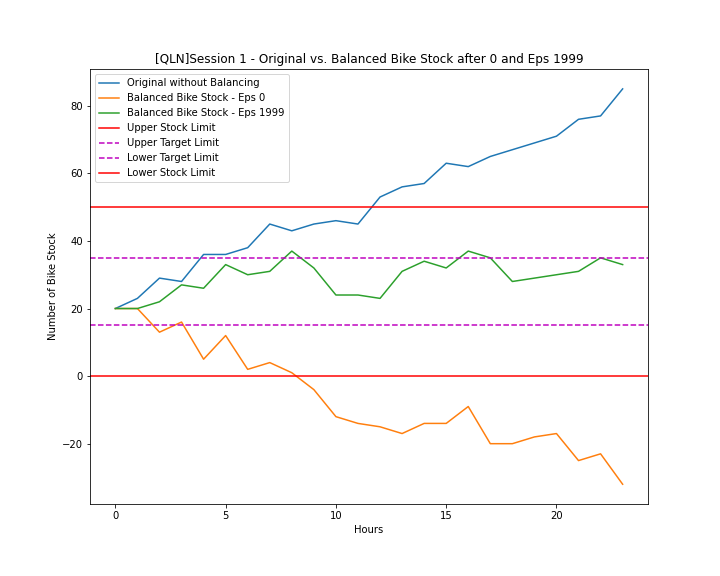 [QLN]Session 1 - Original vs. Balanced Bike Stock after 0 and Eps 1999
Original without Balancing
Balanced Bike Stock - Eps 0
Balanced Bike Stock - Eps 1999
Upper Stock Limit
Upper Target Limit
Lower Target Limit
Lower Stock Limit
Number of Bike Stock
80
60
40
20
0
−20
0
5
10
15
20
Hours